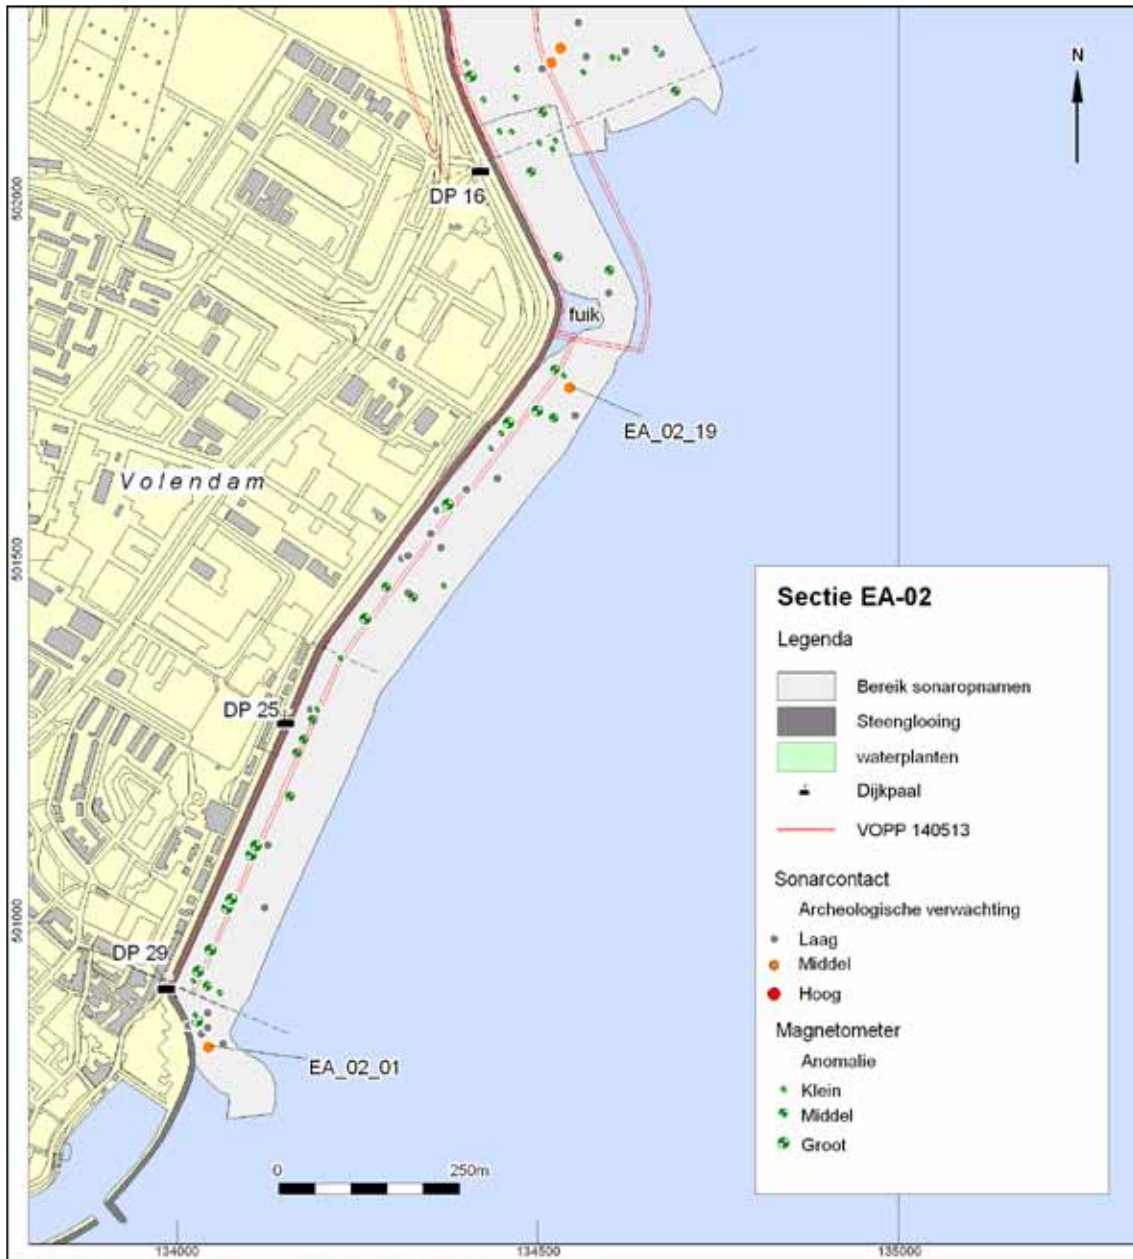 N
502000
DP 16
fuik
EA_02_19
Volendam
501500
DP 25
501000
DP 29
EA_02_01
0 250m
134000 134500 135000
Sectie EA-02
Legenda
Bereik sonaropnamen
Steenglooing
waterplanten
Dijkpaal
VOPP 140513
Sonarcontact
Archeologische verwachting
Laag
Middel
Hoog
Magnetometer
Anomalie
Klein
Middel
Groot